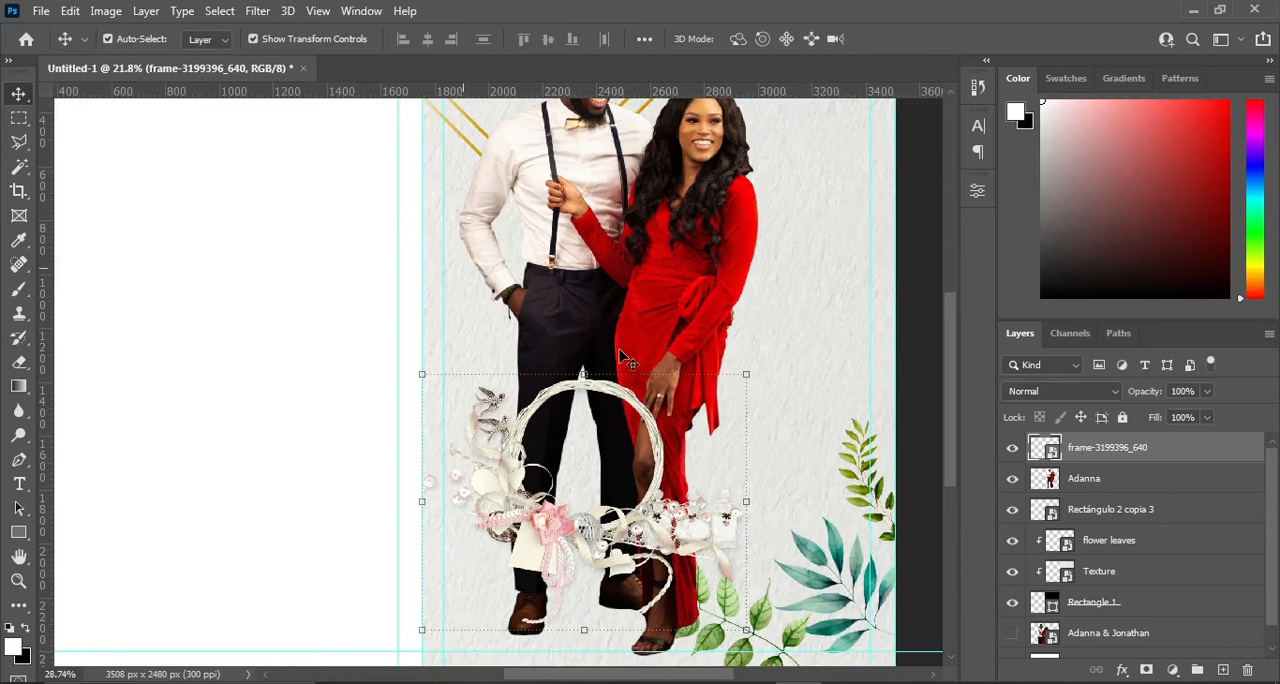 Ps File Edit Image Layer Type Select Filter 3D View Window Help
Auto-Select: Layer Show Transform Controls 3D Mode:
Untitled-1 @ 21.8% (frame-3199396_640, RGB/8) *
400 600 800 1000 1200 1400 1600 1800 2000 2200 2400 2600 2800 3000 3200 3400 3600
Color Swatches Gradients Patterns
Layers Channels Paths
Kind
Normal Opacity: 100%
Lock: Fill: 100%
frame-3199396_640
Adanna
Rectángulo 2 copia 3
flower leaves
Texture
Rectangle 1
Adanna & Jonathan
28.74% 3508 px x 2480 px (300 ppi)